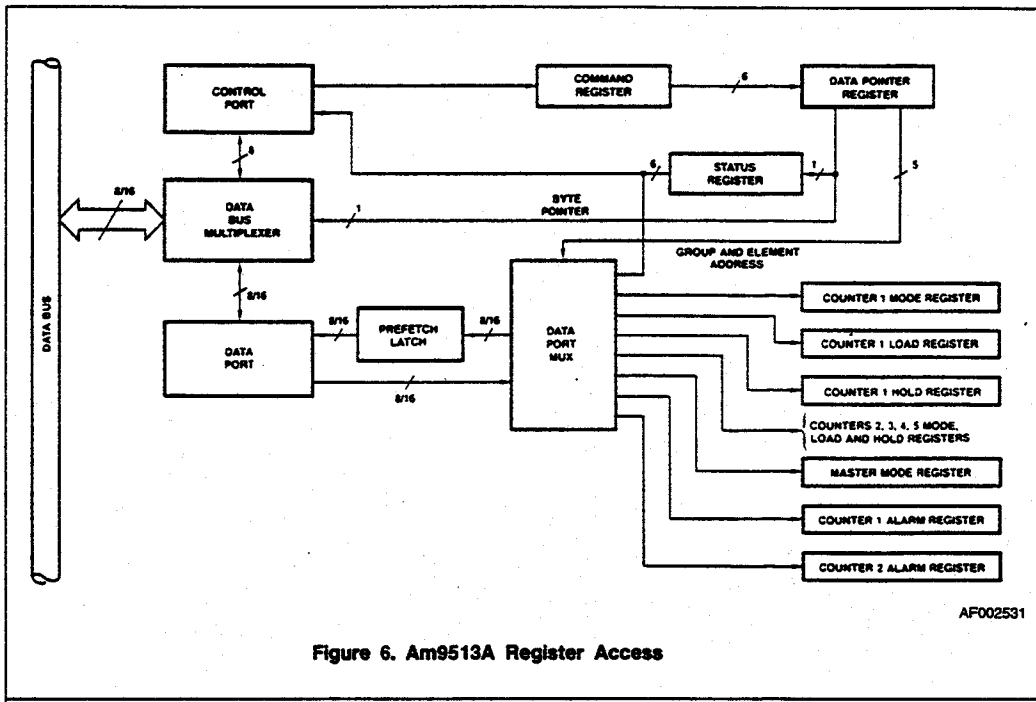 CONTROL
PORT
COMMAND
REGISTER
6
DATA POINTER
REGISTER
8
6
STATUS
REGISTER
1
5
8/16
DATA
BUS
MULTIPLEXER
BYTE
POINTER
1
GROUP AND ELEMENT
ADDRESS
DATA BUS
8/16
DATA
PORT
8/16
PREFETCH
LATCH
8/16
8/16
DATA
PORT
MUX
COUNTER 1 MODE REGISTER
COUNTER 1 LOAD REGISTER
COUNTER 1 HOLD REGISTER
COUNTERS 2, 3, 4, 5 MODE,
LOAD AND HOLD REGISTERS
MASTER MODE REGISTER
COUNTER 1 ALARM REGISTER
COUNTER 2 ALARM REGISTER
AF002531
Figure 6. Am9513A Register Access